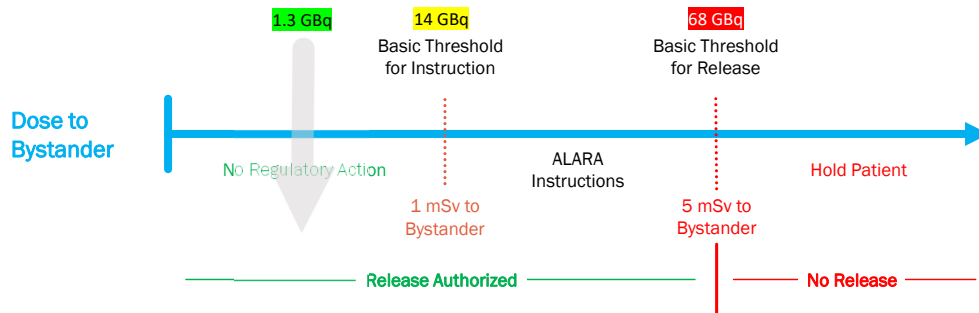 1.3 GBq
14 GBq
68 GBq
Basic Threshold
for Instruction
Basic Threshold
for Release
Dose to
Bystander
No Regulatory Action
ALARA
Instructions
Hold Patient
1 mSv to
Bystander
5 mSv to
Bystander
Release Authorized
No Release